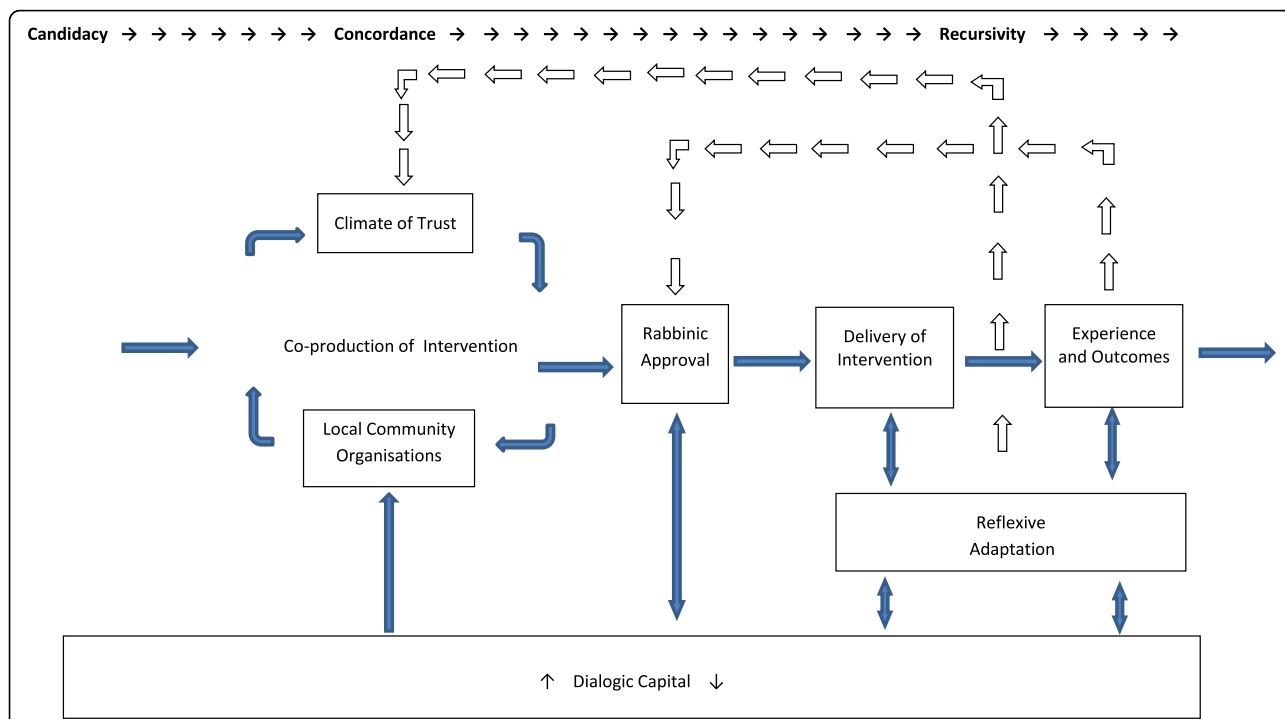 Candidacy → → → → → → → → → Concordance → → → → → → → → → → → → → → → Recursivity → → → → →
Climate of Trust
Co-production of Intervention
Local Community
Organisations
Rabbinic
Approval
Delivery of
Intervention
Experience
and Outcomes
Reflexive
Adaptation
↑ Dialogic Capital ↓